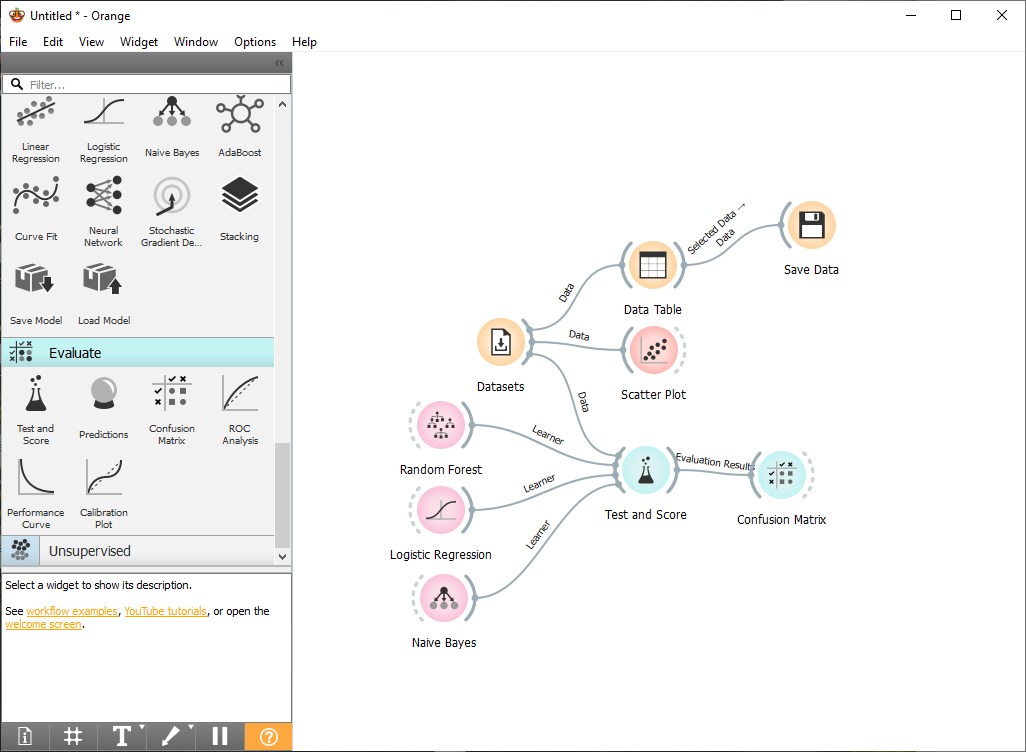 Untitled * - Orange
File Edit View Widget Window Options Help
Filter...
Linear
Regression
Logistic
Regression
Naive Bayes
AdaBoost
Curve Fit
Neural
Network
Stochastic
Gradient De...
Stacking
Save Model
Load Model
Evaluate
Test and
Score
Predictions
Confusion
Matrix
ROC
Analysis
Performance
Curve
Calibration
Plot
Unsupervised
Select a widget to show its description.
See workflow examples, YouTube tutorials, or open the
welcome screen.
T
?
Selected Data →
Data
Save Data
Data
Data Table
Data
Scatter Plot
Datasets
Data
Random Forest
Learner
Logistic Regression
Learner
Naive Bayes
Learner
Test and Score
Evaluation Results
Confusion Matrix